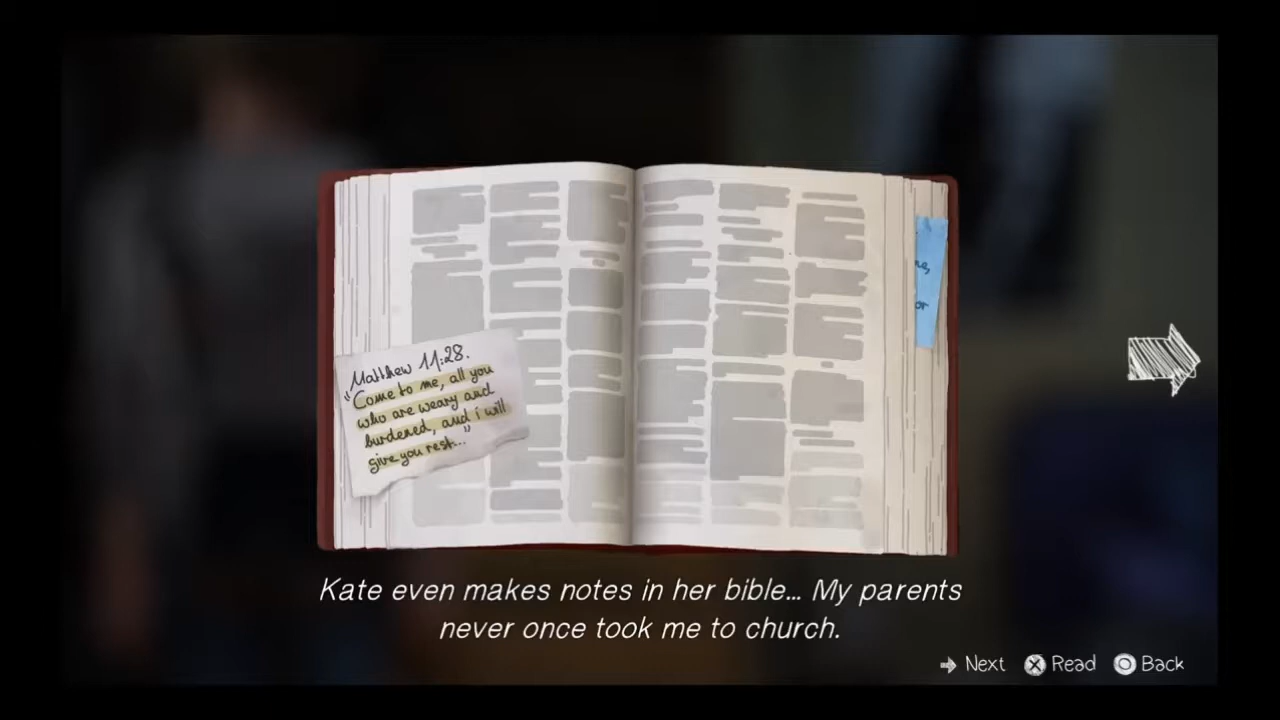 Matthew 11:28.
"Come to me, all you
who are weary and
burdened, and i will
give you rest..."
or
Kate even makes notes in her bible... My parents
never once took me to church.
Next Read Back